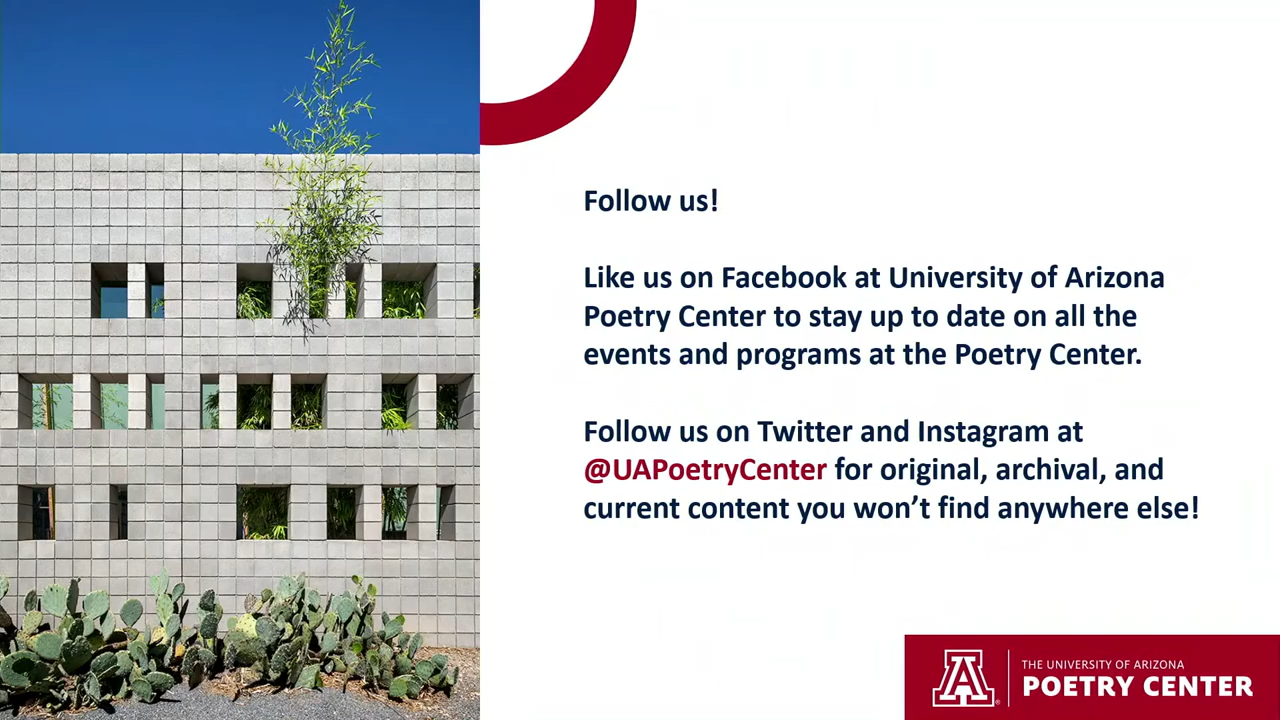 Follow us!
Like us on Facebook at University of Arizona
Poetry Center to stay up to date on all the
events and programs at the Poetry Center.
Follow us on Twitter and Instagram at
@UAPoetryCenter for original, archival, and
current content you won’t find anywhere else!
A
THE UNIVERSITY OF ARIZONA
POETRY CENTER